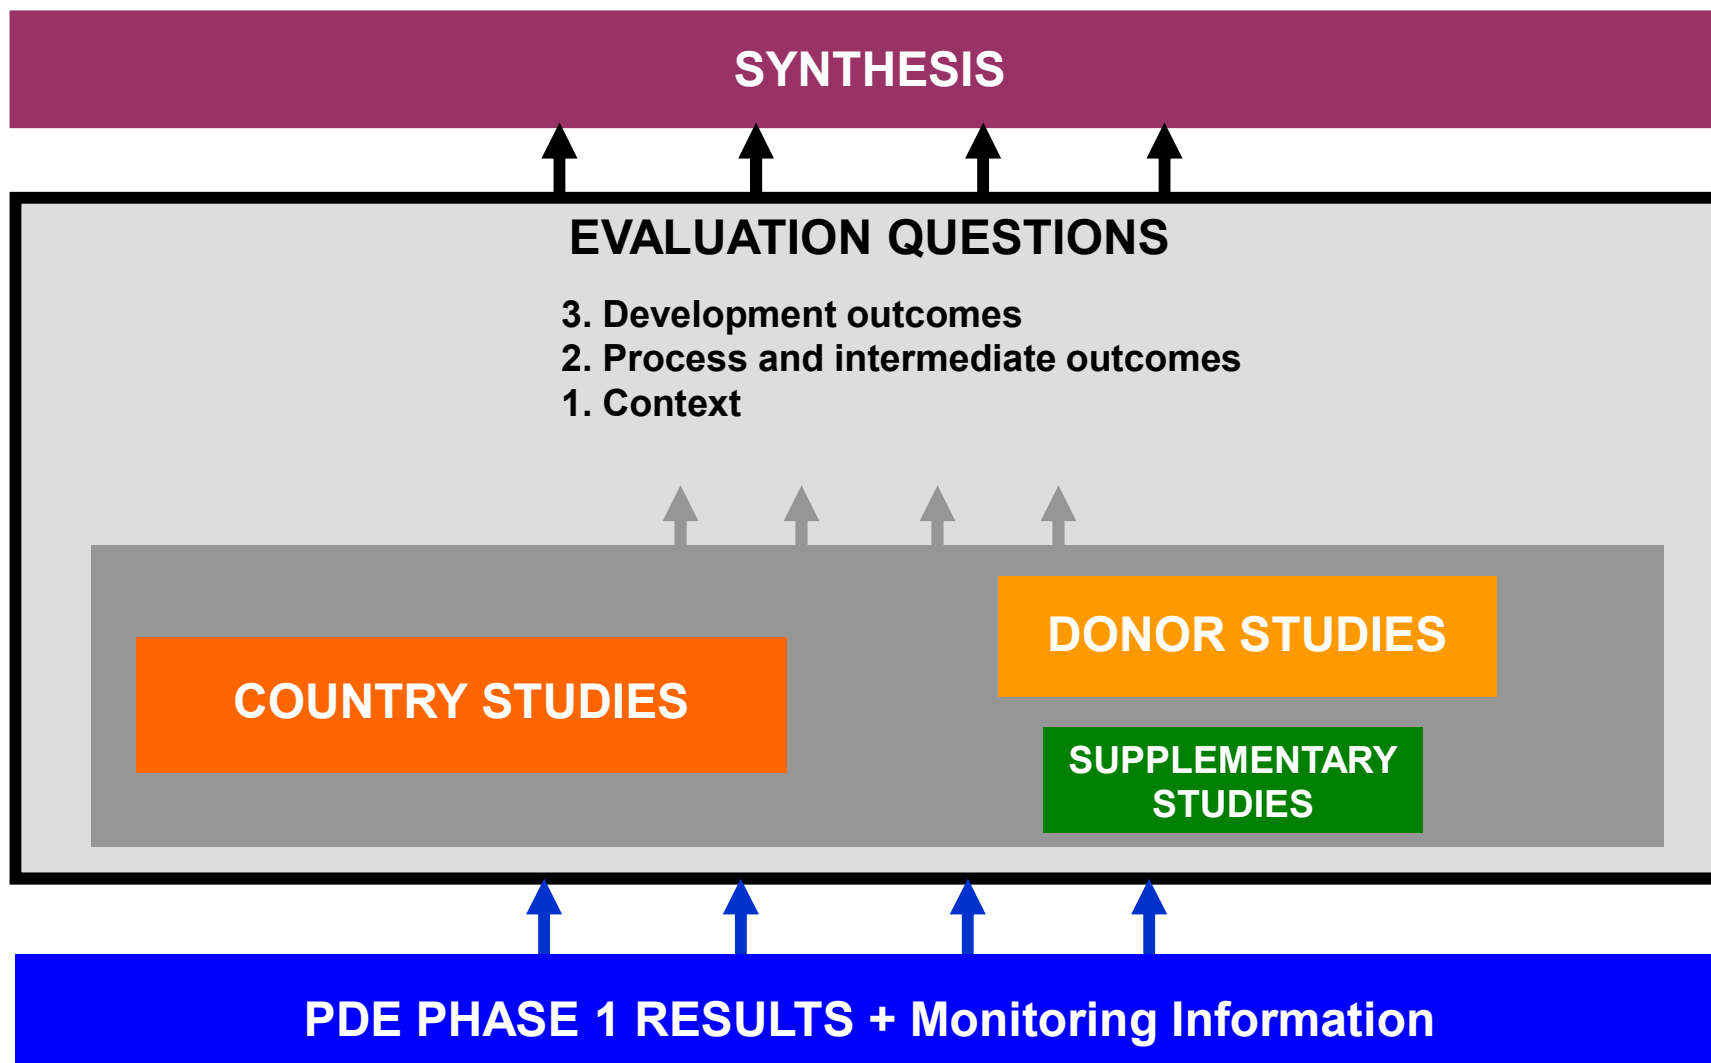 SYNTHESIS
EVALUATION QUESTIONS
3. Development outcomes
2. Process and intermediate outcomes
1. Context
DONOR STUDIES
COUNTRY STUDIES
SUPPLEMENTARY
STUDIES
PDE PHASE 1 RESULTS + Monitoring Information